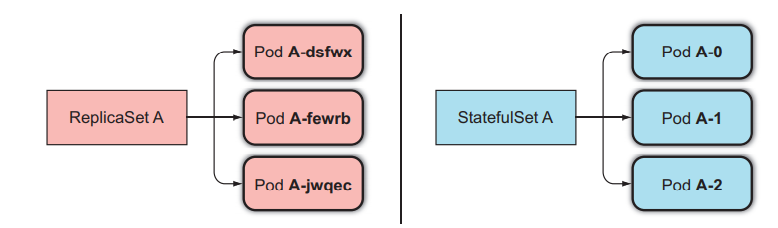 ReplicaSet A
Pod A-dsfwx
Pod A-fewrb
Pod A-jwqec
StatefulSet A
Pod A-0
Pod A-1
Pod A-2